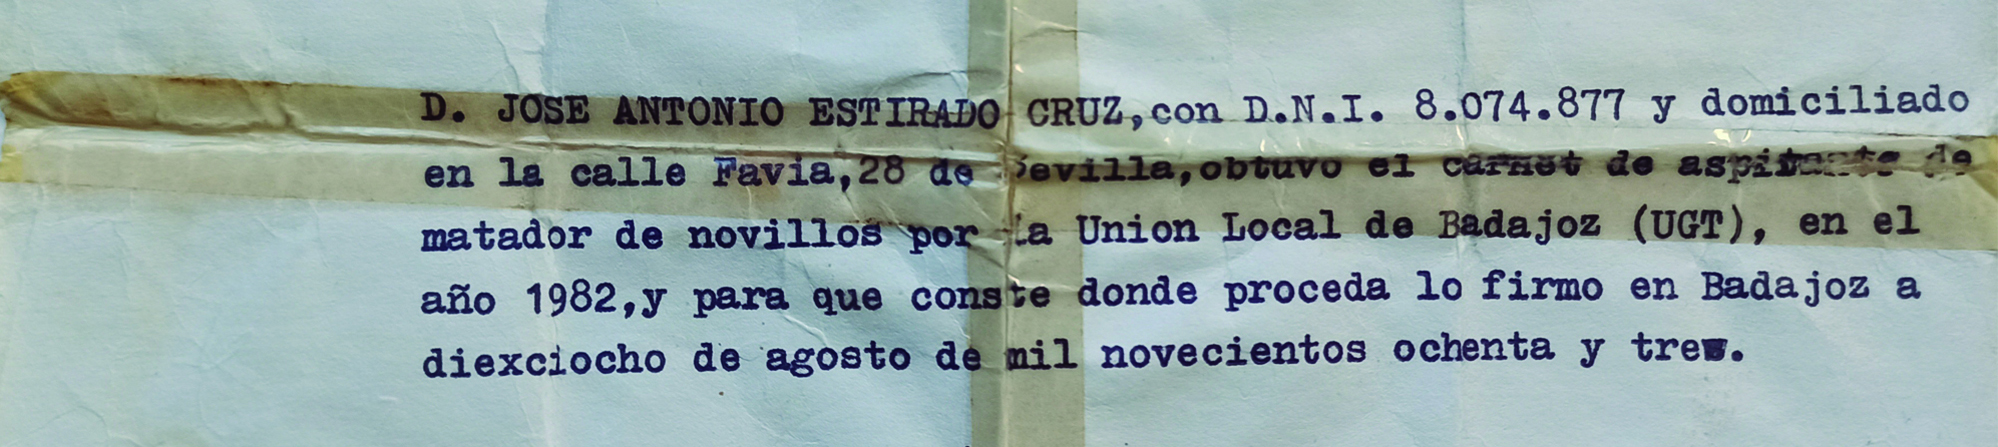 D. JOSE ANTONIO ESTIRADO CRUZ,con D.N.I. 8.074.877 y domiciliado
en la calle Favia,28 de Sevilla,obtuvo el carnet de aspirante de
matador de novillos por la Union Local de Badajoz (UGT), en el
año 1982,y para que conste donde proceda lo firmo en Badajoz a
diexciocho de agosto de mil novecientos ochenta y tres.